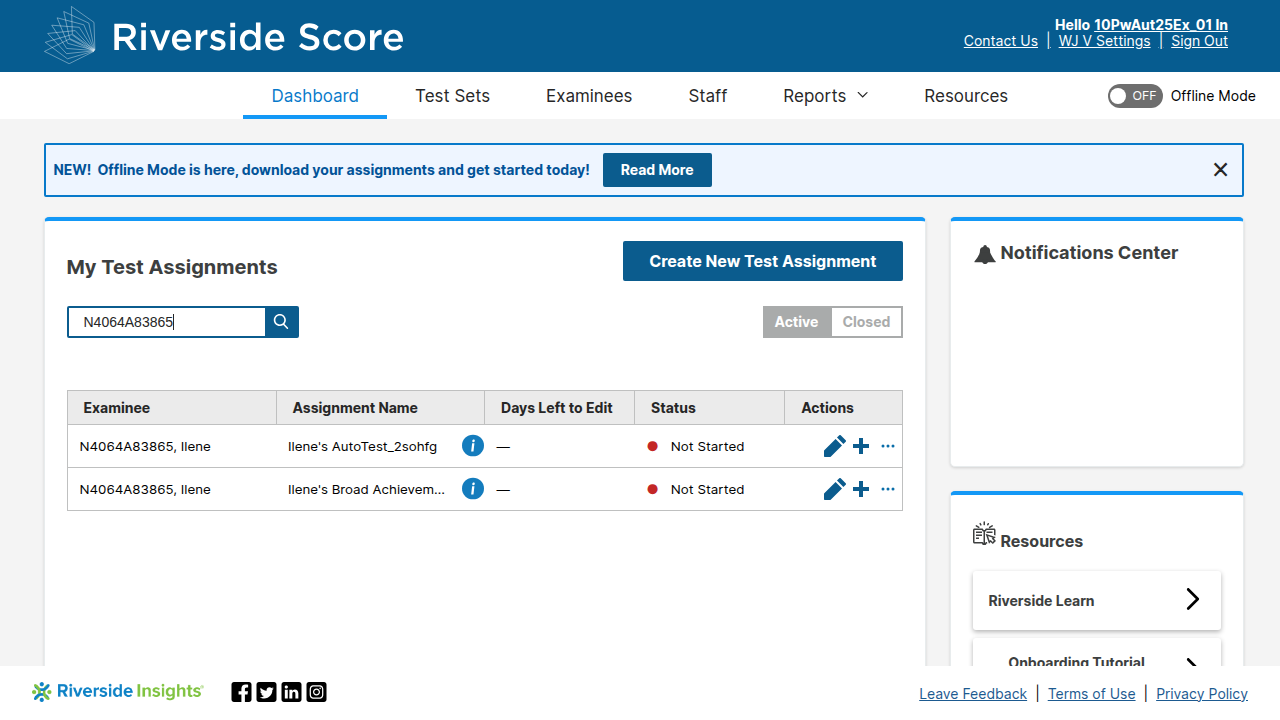 Riverside Score
Hello 10PwAut25Ex_01 In
Contact Us | WJ V Settings | Sign Out
Dashboard Test Sets Examinees Staff Reports Resources OFF Offline Mode
NEW! Offline Mode is here, download your assignments and get started today! Read More
My Test Assignments
Create New Test Assignment
N4064A83865
Active Closed
Examinee Assignment Name Days Left to Edit Status Actions
N4064A83865, Ilene Ilene's AutoTest_2sohfg i — Not Started
N4064A83865, Ilene Ilene's Broad Achievem... i — Not Started
Notifications Center
Resources
Riverside Learn
Onboarding Tutorial
Riverside Insights
Leave Feedback | Terms of Use | Privacy Policy